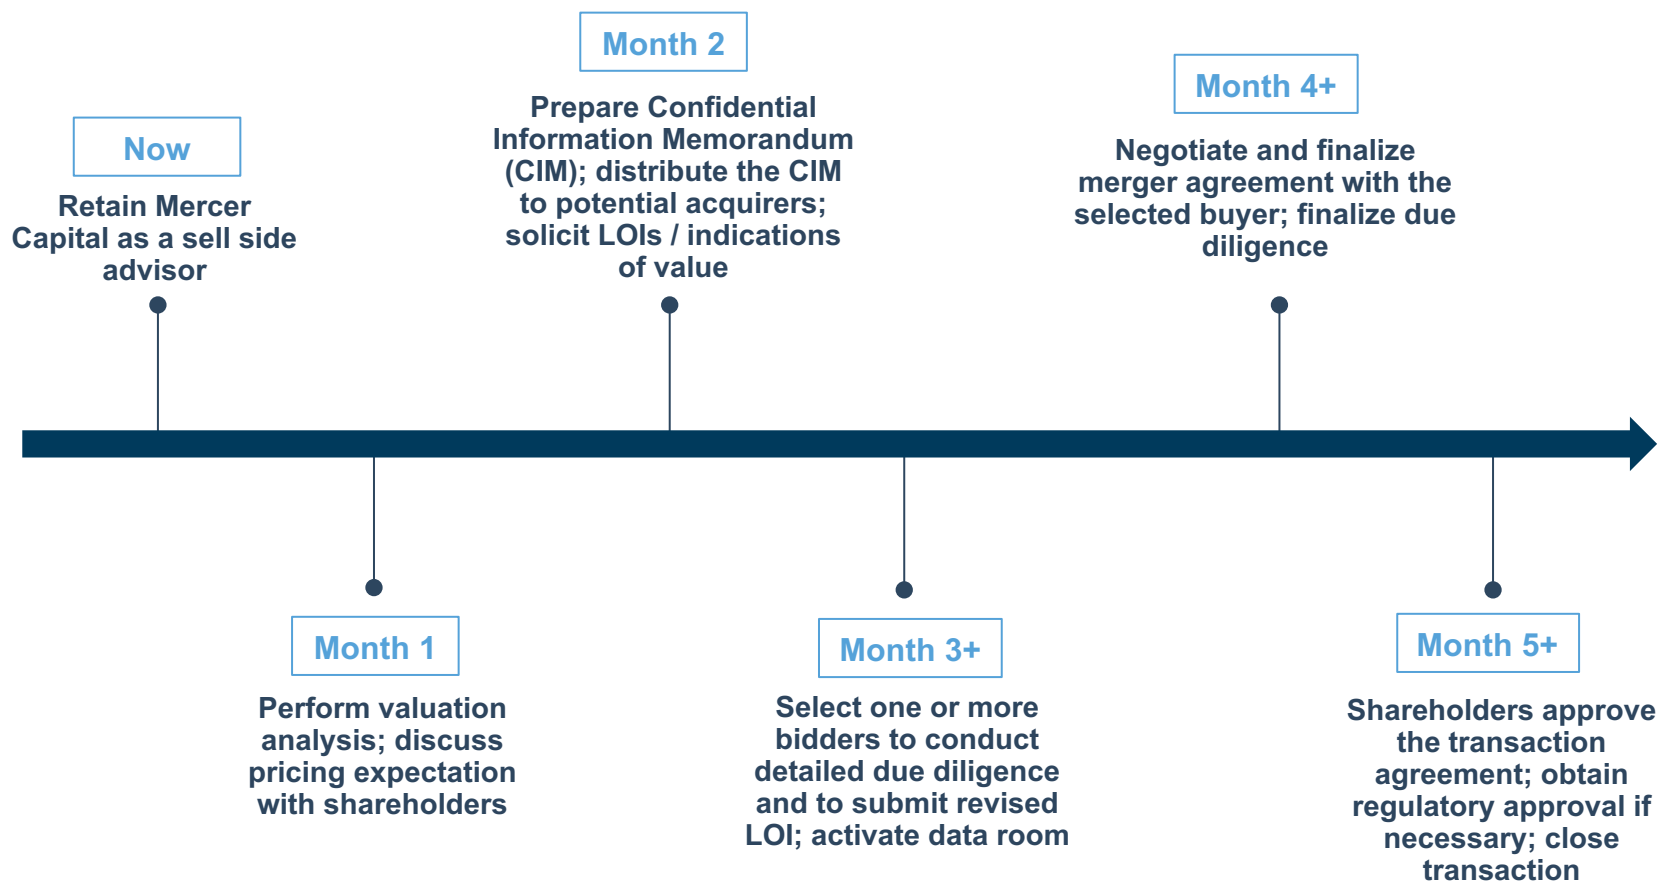 Now
Retain Mercer
Capital as a sell side
advisor
Month 1
Perform valuation
analysis; discuss
pricing expectation
with shareholders
Month 2
Prepare Confidential
Information Memorandum
(CIM); distribute the CIM
to potential acquirers;
solicit LOIs / indications
of value
Month 3+
Select one or more
bidders to conduct
detailed due diligence
and to submit revised
LOI; activate data room
Month 4+
Negotiate and finalize
merger agreement with the
selected buyer; finalize due
diligence
Month 5+
Shareholders approve
the transaction
agreement; obtain
regulatory approval if
necessary; close
transaction